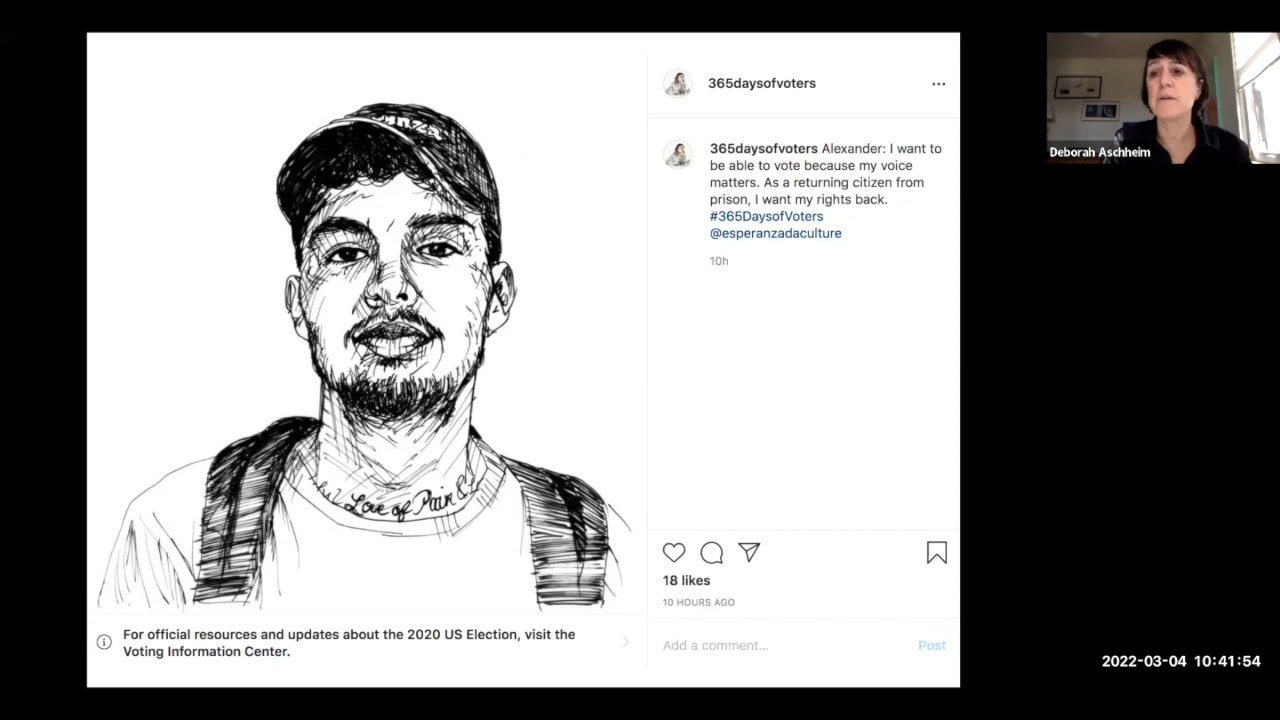 365daysofvoters
365daysofvoters Alexander: I want to
be able to vote because my voice
matters. As a returning citizen from
prison, I want my rights back.
#365DaysofVoters
@esperanzadaculture
10h
Love of Pain &
18 likes
10 HOURS AGO
For official resources and updates about the 2020 US Election, visit the
Voting Information Center.
Add a comment...
Post
Deborah Aschheim
2022-03-04 10:41:54